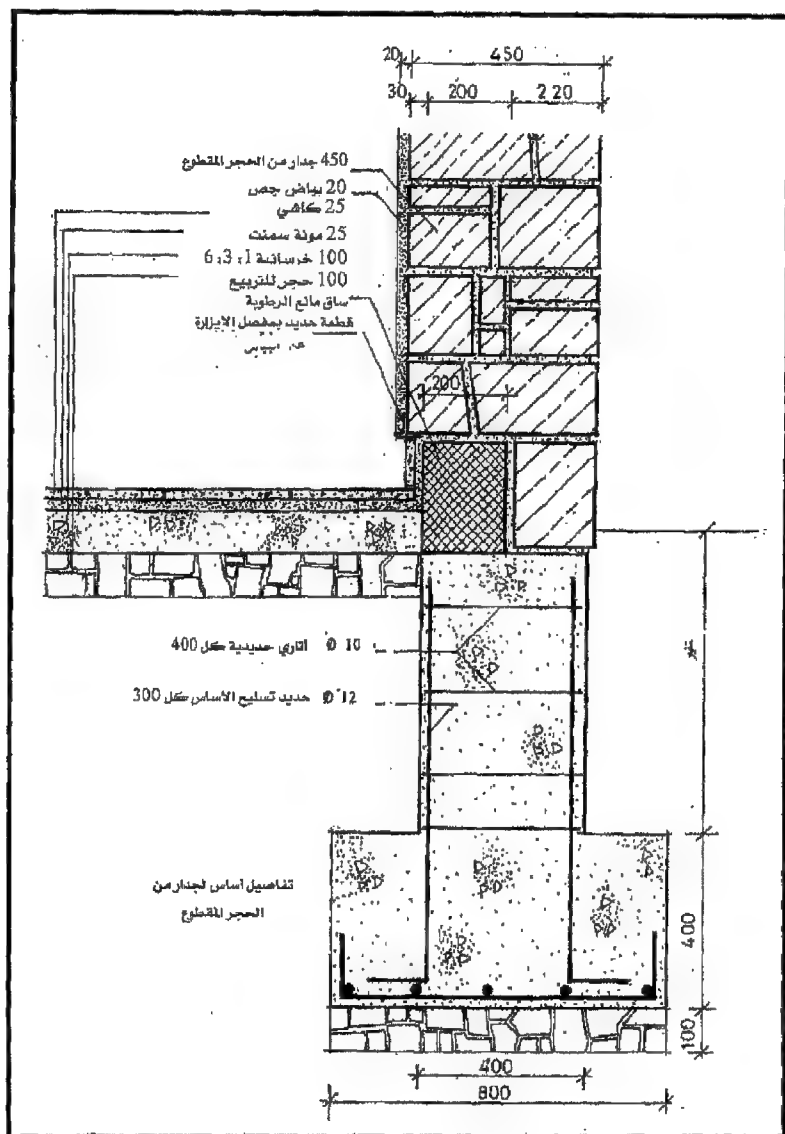 20 450
30 200 220
450 جدار من الحجر المقطوع
20 بياض جص
25 كاشي
25 مونة سمنت
100 خرسانة 1:3:6
100 حجر للتربيع
ساق مانع الرطوبة
قطعة حديد بمفصل الإيزارة
200
Ø 10 أتاري حديدية كل 400
Ø 12 حديد تسليح الأساس كل 300
تفاصيل أساس لجدار من
الحجر المقطوع
400
100
400
800